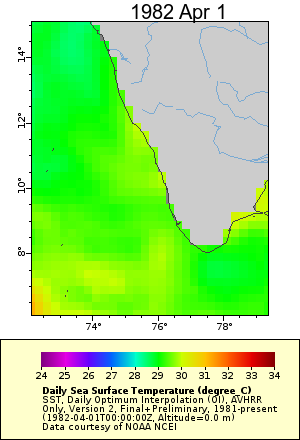 1982 Apr 1
14°
12°
10°
8°
74°
76°
78°
24 25 26 27 28 29 30 31 32 33 34
Daily Sea Surface Temperature (degree_C)
SST, Daily Optimum Interpolation (OI), AVHRR
Only, Version 2, Final+Preliminary, 1981-present
(1982-04-01T00:00:00Z, Altitude=0.0 m)
Data courtesy of NOAA NCEI